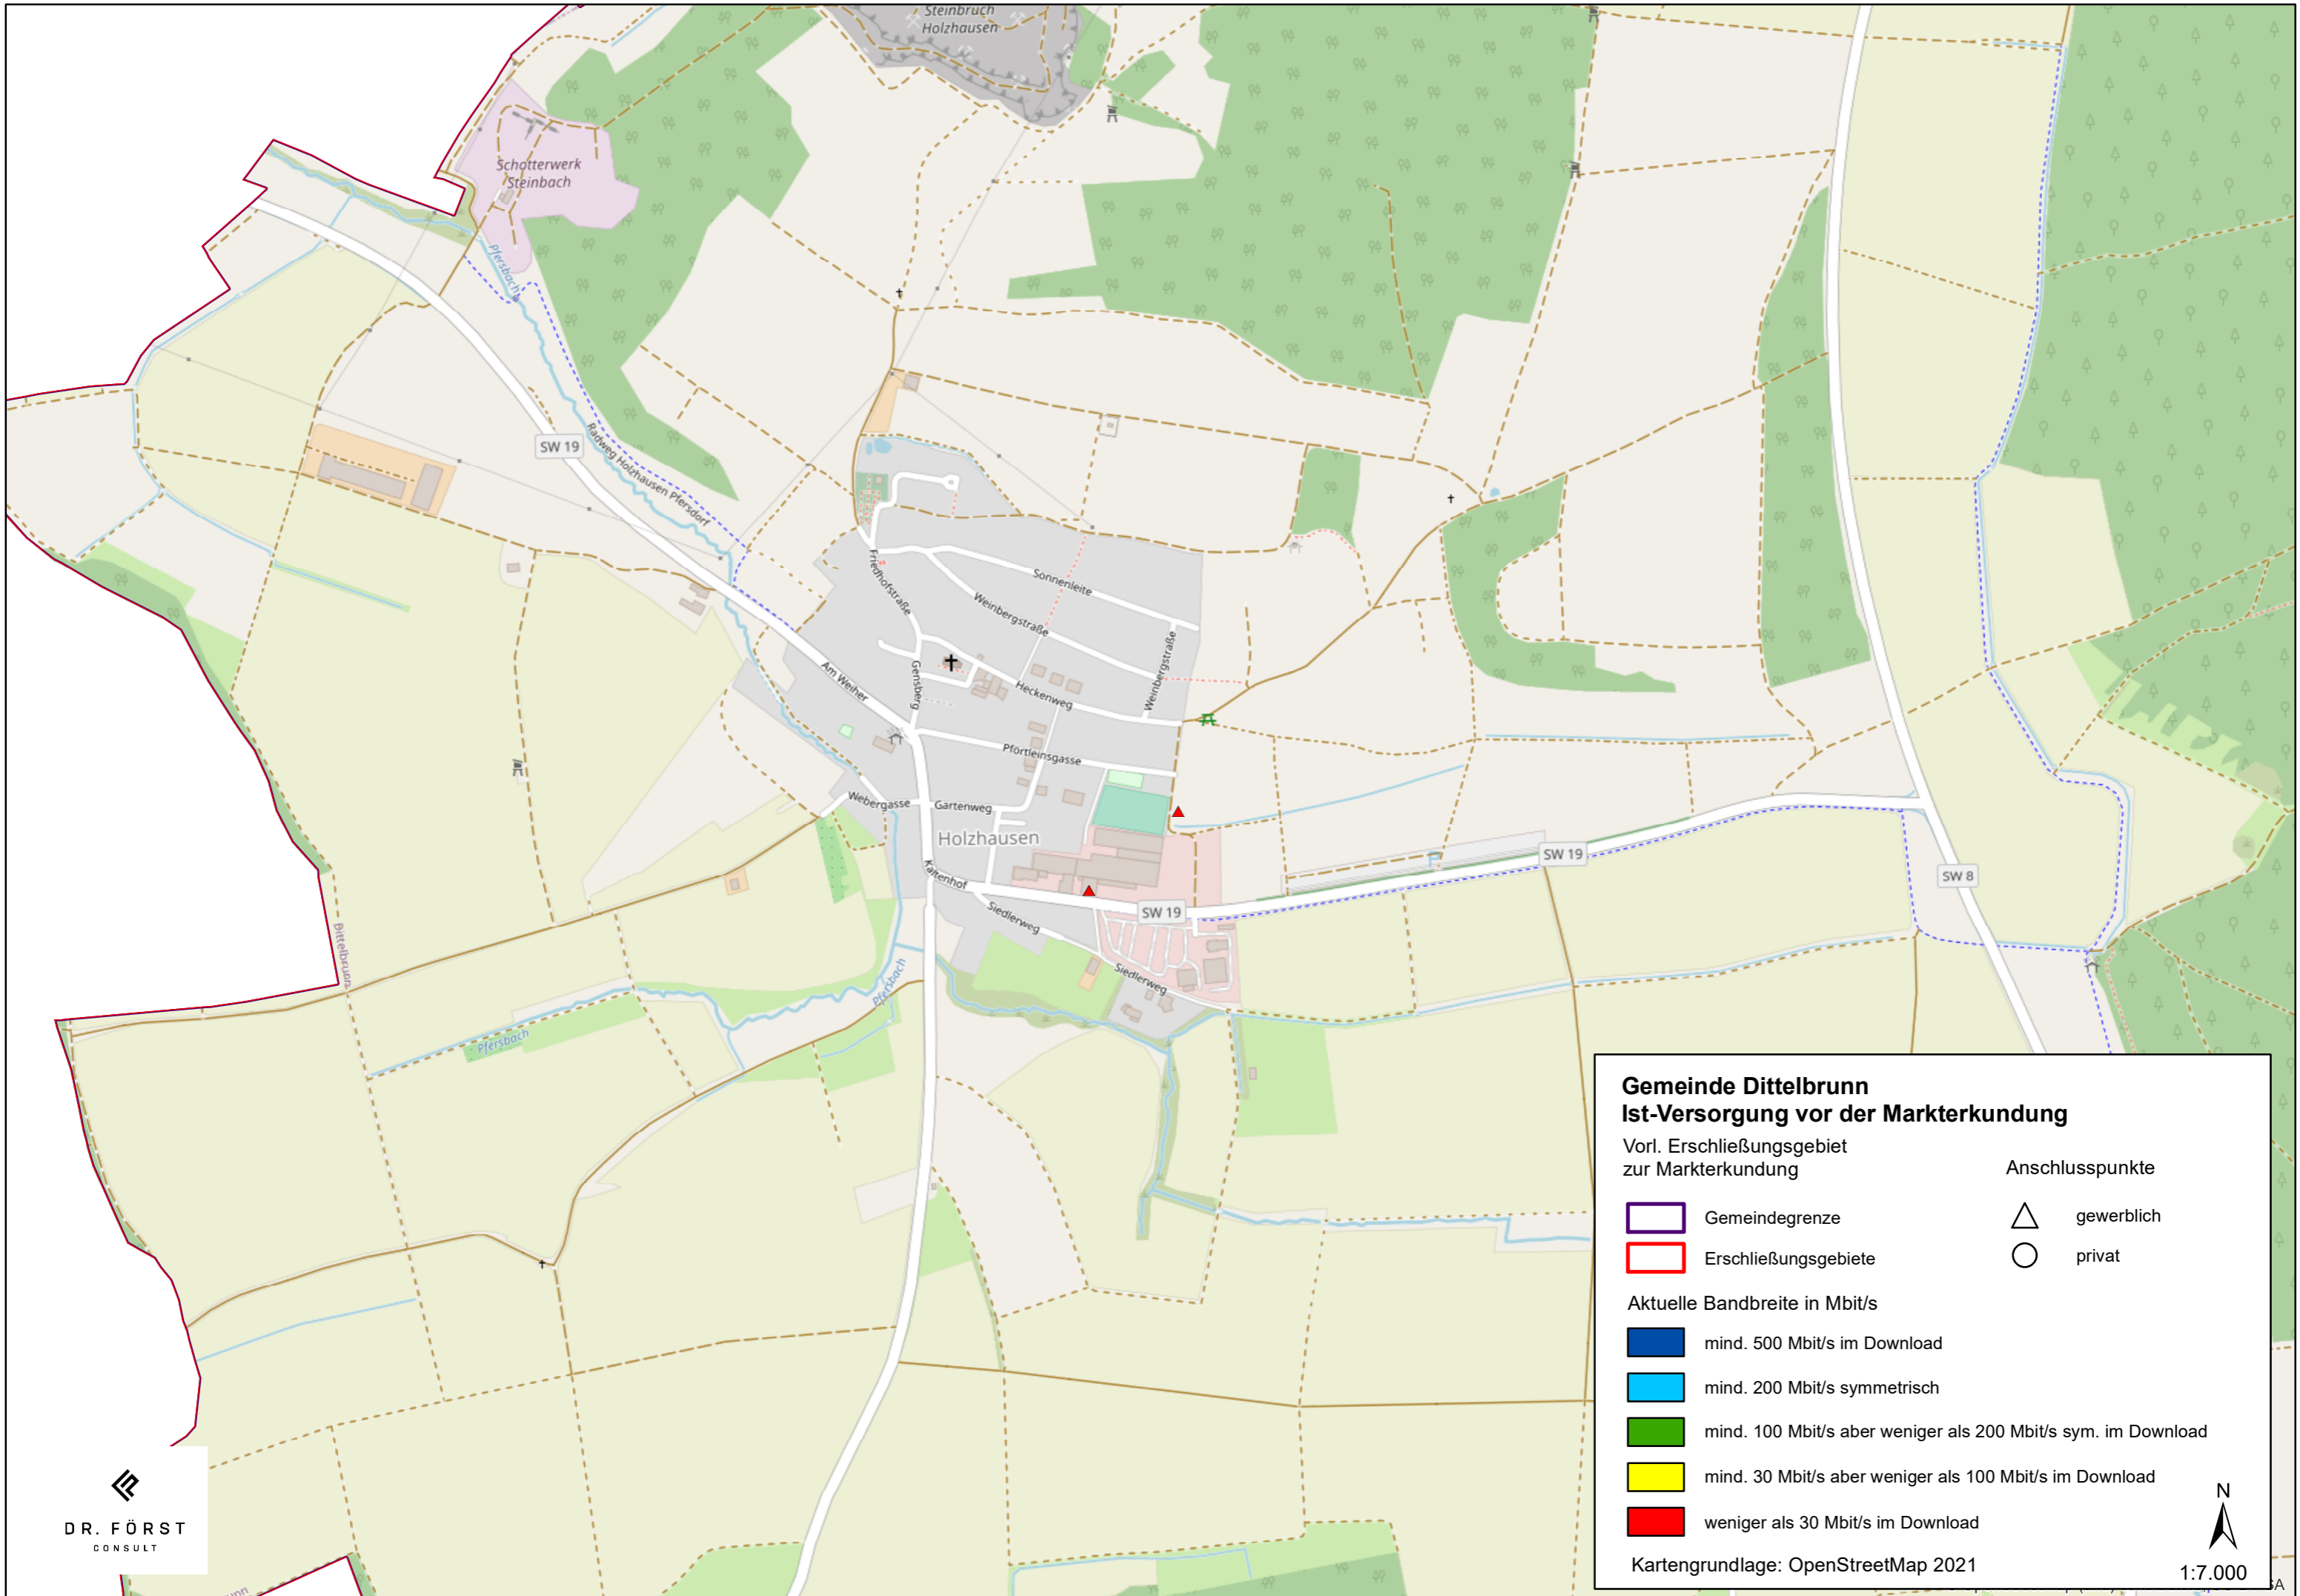 Steinbruch
Holzhausen
Schotterwerk
Steinbach
Pfersbach
SW 19
Radweg Holzhausen Pfersdorf
Friedhofstraße
Sonnenleite
Weinbergstraße
Weinbergstraße
Am Weiher
Gensberg
Heckenweg
Pförtleinsgasse
Webergasse
Gartenweg
Holzhausen
Kaltenhof
SW 19
SW 19
SW 8
Siedlerweg
Siedlerweg
Dittelbrunn
Pfersbach
Pfersbach
Gemeinde Dittelbrunn
Ist-Versorgung vor der Markterkundung
Vorl. Erschließungsgebiet
zur Markterkundung
Anschlusspunkte
Gemeindegrenze
gewerblich
Erschließungsgebiete
privat
Aktuelle Bandbreite in Mbit/s
mind. 500 Mbit/s im Download
mind. 200 Mbit/s symmetrisch
mind. 100 Mbit/s aber weniger als 200 Mbit/s sym. im Download
mind. 30 Mbit/s aber weniger als 100 Mbit/s im Download
N
weniger als 30 Mbit/s im Download
Kartengrundlage: OpenStreetMap 2021
1:7.000
DR. FÖRST
CONSULT